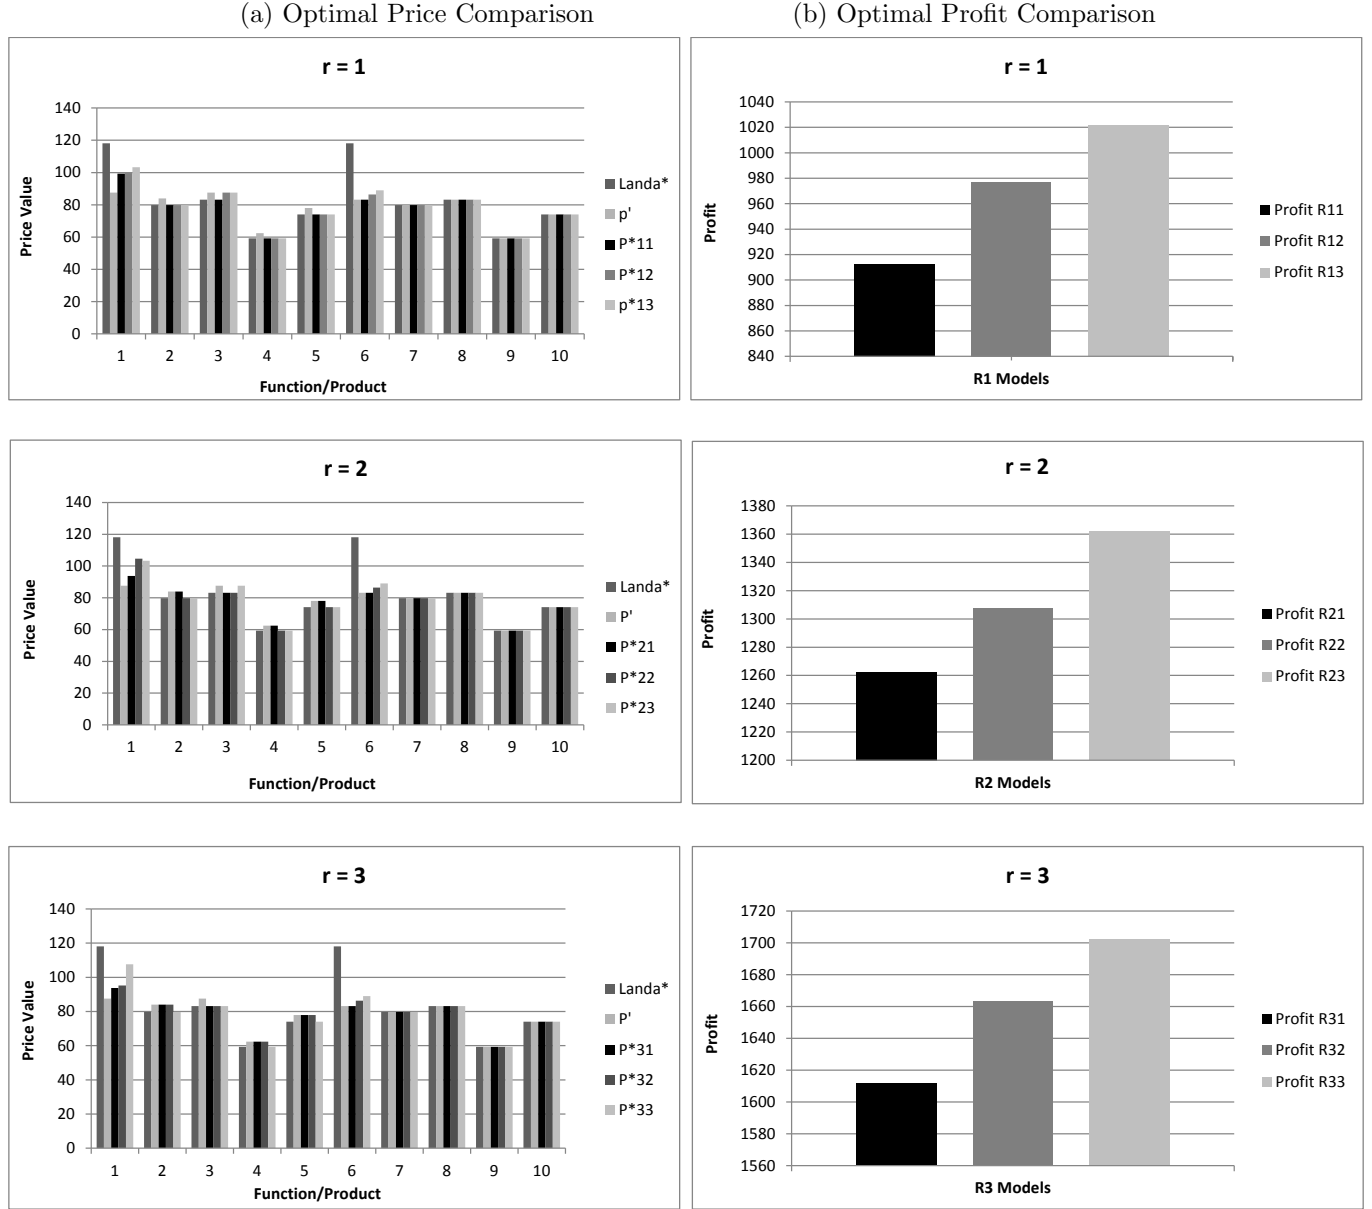 (a) Optimal Price Comparison
(b) Optimal Profit Comparison
r = 1
140
120
100
80
60
40
20
0
Price Value
1 2 3 4 5 6 7 8 9 10
Function/Product
Landa*
p'
P*11
P*12
p*13
r = 1
1040
1020
1000
980
960
940
920
900
880
860
840
Profit
R1 Models
Profit R11
Profit R12
Profit R13
r = 2
140
120
100
80
60
40
20
0
Price Value
1 2 3 4 5 6 7 8 9 10
Function/Product
Landa*
P'
P*21
P*22
P*23
r = 2
1380
1360
1340
1320
1300
1280
1260
1240
1220
1200
Profit
R2 Models
Profit R21
Profit R22
Profit R23
r = 3
140
120
100
80
60
40
20
0
Price Value
1 2 3 4 5 6 7 8 9 10
Function/Product
Landa*
P'
P*31
P*32
P*33
r = 3
1720
1700
1680
1660
1640
1620
1600
1580
1560
Profit
R3 Models
Profit R31
Profit R32
Profit R33